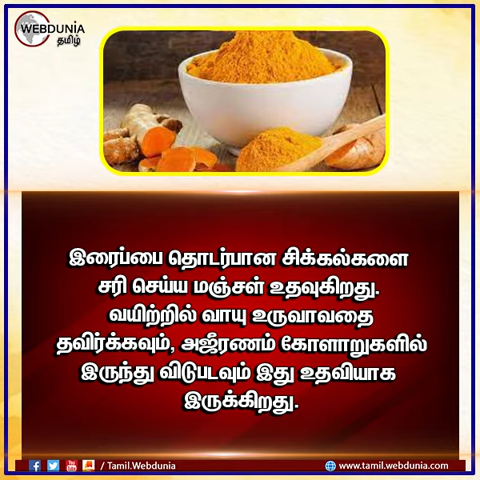 WEBDUNIA
தமிழ்
இரைப்பை தொடர்பான சிக்கல்களை
சரி செய்ய மஞ்சள் உதவுகிறது.
வயிற்றில் வாயு உருவாவதை
தவிர்க்கவும், அஜீரணம் கோளாறுகளில்
இருந்து விடுபடவும் இது உதவியாக
இருக்கிறது.
/ Tamil.Webdunia www.tamil.webdunia.com